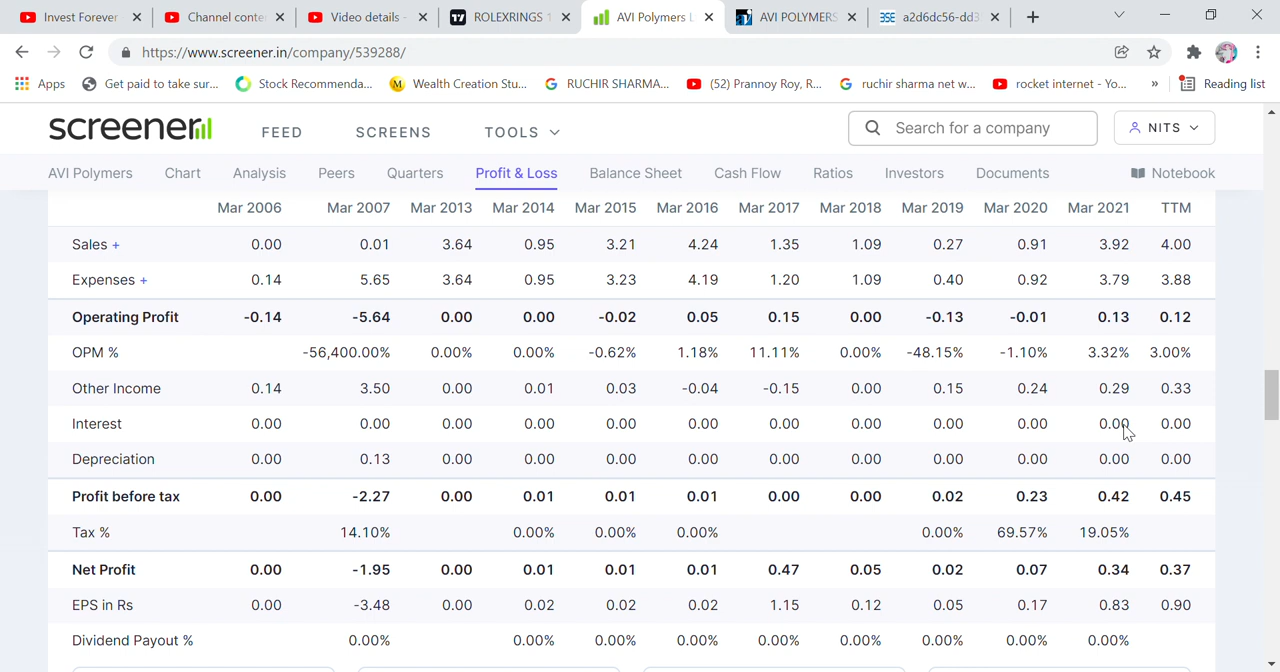 Invest Forever
Channel conte
Video details -
ROLEXRINGS 1
AVI Polymers L
AVI POLYMERS
BSE a2d6dc56-dd3
https://www.screener.in/company/539288/
Apps Get paid to take sur... Stock Recommenda... M Wealth Creation Stu... RUCHIR SHARMA... (52) Prannoy Roy, R... ruchir sharma net w... rocket internet - Yo... » Reading list
screener FEED SCREENS TOOLS Search for a company NITS
AVI Polymers Chart Analysis Peers Quarters Profit & Loss Balance Sheet Cash Flow Ratios Investors Documents Notebook
Mar 2006 Mar 2007 Mar 2013 Mar 2014 Mar 2015 Mar 2016 Mar 2017 Mar 2018 Mar 2019 Mar 2020 Mar 2021 TTM
Sales + 0.00 0.01 3.64 0.95 3.21 4.24 1.35 1.09 0.27 0.91 3.92 4.00
Expenses + 0.14 5.65 3.64 0.95 3.23 4.19 1.20 1.09 0.40 0.92 3.79 3.88
Operating Profit -0.14 -5.64 0.00 0.00 -0.02 0.05 0.15 0.00 -0.13 -0.01 0.13 0.12
OPM % -56,400.00% 0.00% 0.00% -0.62% 1.18% 11.11% 0.00% -48.15% -1.10% 3.32% 3.00%
Other Income 0.14 3.50 0.00 0.01 0.03 -0.04 -0.15 0.00 0.15 0.24 0.29 0.33
Interest 0.00 0.00 0.00 0.00 0.00 0.00 0.00 0.00 0.00 0.00 0.00 0.00
Depreciation 0.00 0.13 0.00 0.00 0.00 0.00 0.00 0.00 0.00 0.00 0.00 0.00
Profit before tax 0.00 -2.27 0.00 0.01 0.01 0.01 0.00 0.00 0.02 0.23 0.42 0.45
Tax % 14.10% 0.00% 0.00% 0.00% 0.00% 69.57% 19.05%
Net Profit 0.00 -1.95 0.00 0.01 0.01 0.01 0.47 0.05 0.02 0.07 0.34 0.37
EPS in Rs 0.00 -3.48 0.00 0.02 0.02 0.02 1.15 0.12 0.05 0.17 0.83 0.90
Dividend Payout % 0.00% 0.00% 0.00% 0.00% 0.00% 0.00% 0.00% 0.00% 0.00%